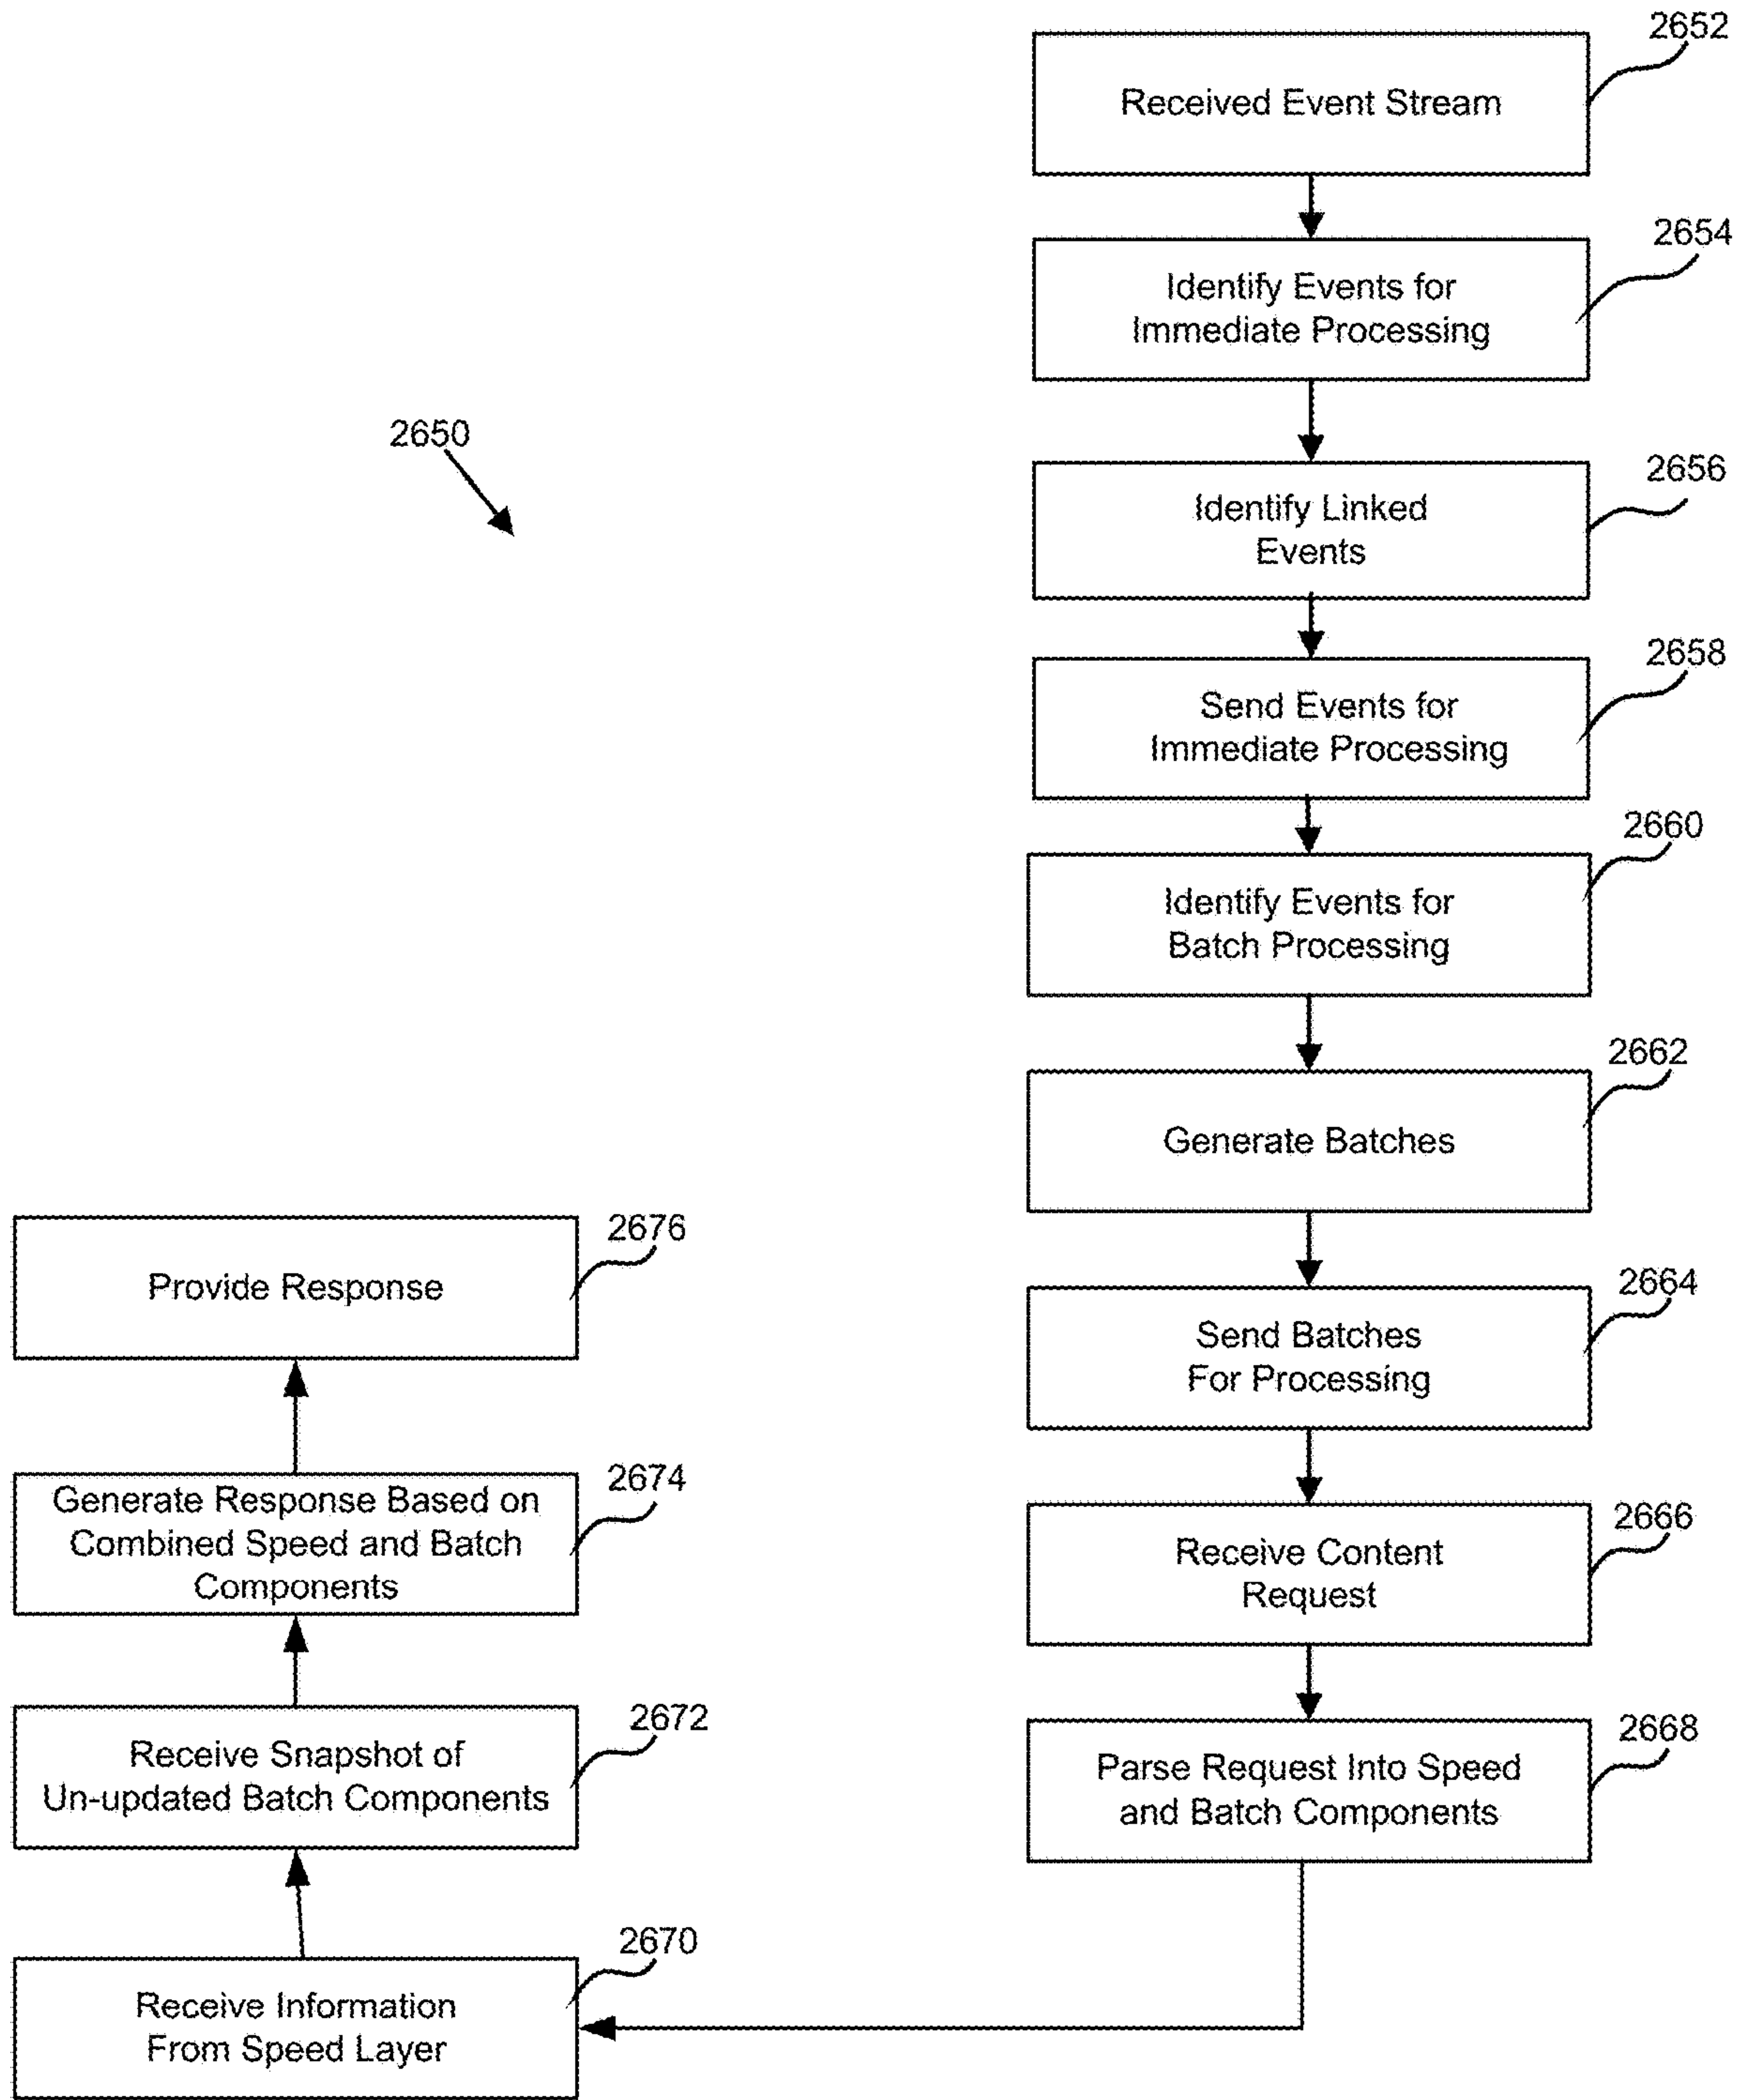 2652
Received Event Stream
2654
Identify Events for
Immediate Processing
2650
2656
Identify Linked
Events
2658
Send Events for
Immediate Processing
2660
Identify Events for
Batch Processing
2662
Generate Batches
2664
Send Batches
For Processing
2666
Receive Content
Request
2668
Parse Request Into Speed
and Batch Components
2670
Receive Information
From Speed Layer
2672
Receive Snapshot of
Un-updated Batch Components
2674
Generate Response Based on
Combined Speed and Batch
Components
2676
Provide Response